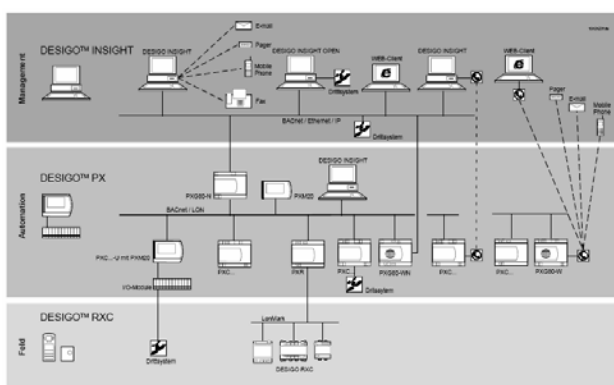 E-mail
DESIGO™ INSIGHT
DESIGO INSIGHT
Pager
DESIGO INSIGHT OPEN
WEB-Client
DESIGO INSIGHT
WEB-Client
Mobile
Phone
Drittsystem
Fax
Pager
E-mail
Mobile
Phone
Management
BACnet / Ethernet / IP
Drittsystem
DESIGO™ PX
DESIGO INSIGHT
PXG80-N
PXM20
BACnet / LON
Automation
PXC...-U mit PXM20
PXC...
PXR
PXC...
PXG80-WN
PXC...
PXC...
PXG80-W
I/O-Module
Drittsystem
DESIGO™ RXC
LonMark
Feld
Drittsystem
DESIGO RXC